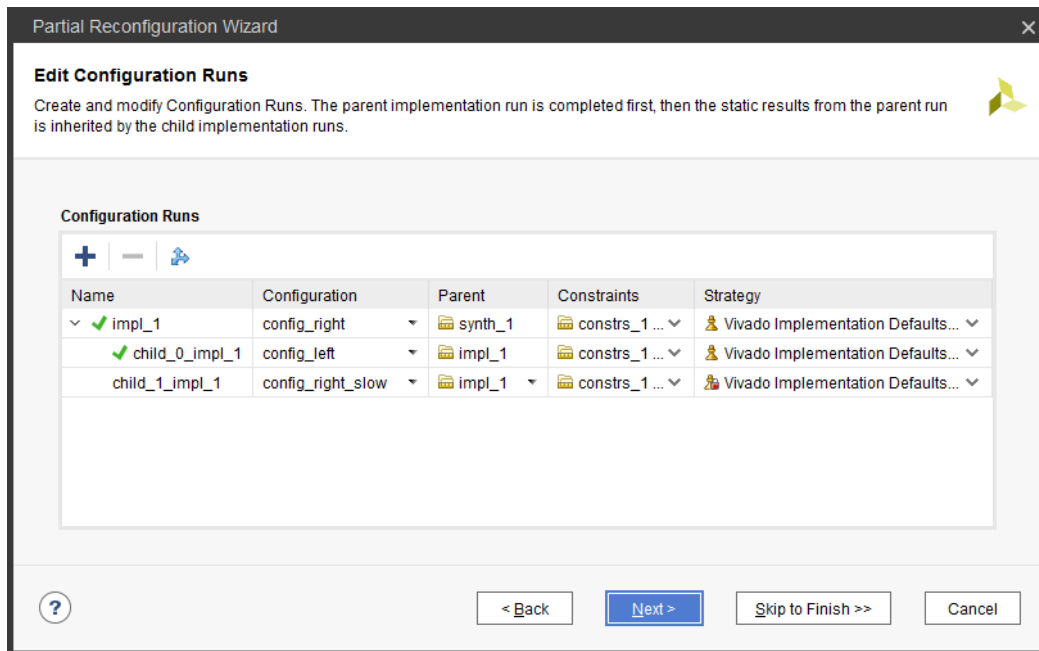 Partial Reconfiguration Wizard
Edit Configuration Runs
Create and modify Configuration Runs. The parent implementation run is completed first, then the static results from the parent run
is inherited by the child implementation runs.
Configuration Runs
Name Configuration Parent Constraints Strategy
impl_1 config_right synth_1 constrs_1 ... Vivado Implementation Defaults...
child_0_impl_1 config_left impl_1 constrs_1 ... Vivado Implementation Defaults...
child_1_impl_1 config_right_slow impl_1 constrs_1 ... Vivado Implementation Defaults...
? < Back Next > Skip to Finish >> Cancel